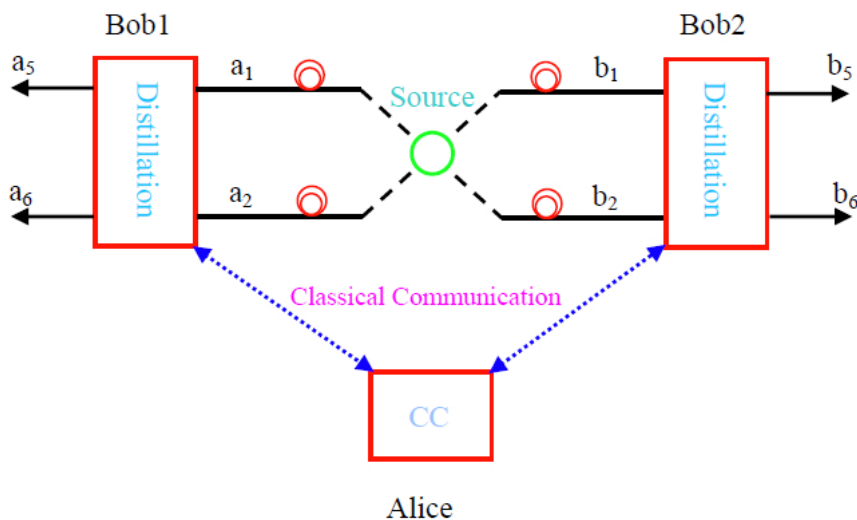 Bob1
Bob2
a5
a1
b1
b5
Source
Distillation
Distillation
a6
a2
b2
b6
Classical Communication
CC
Alice